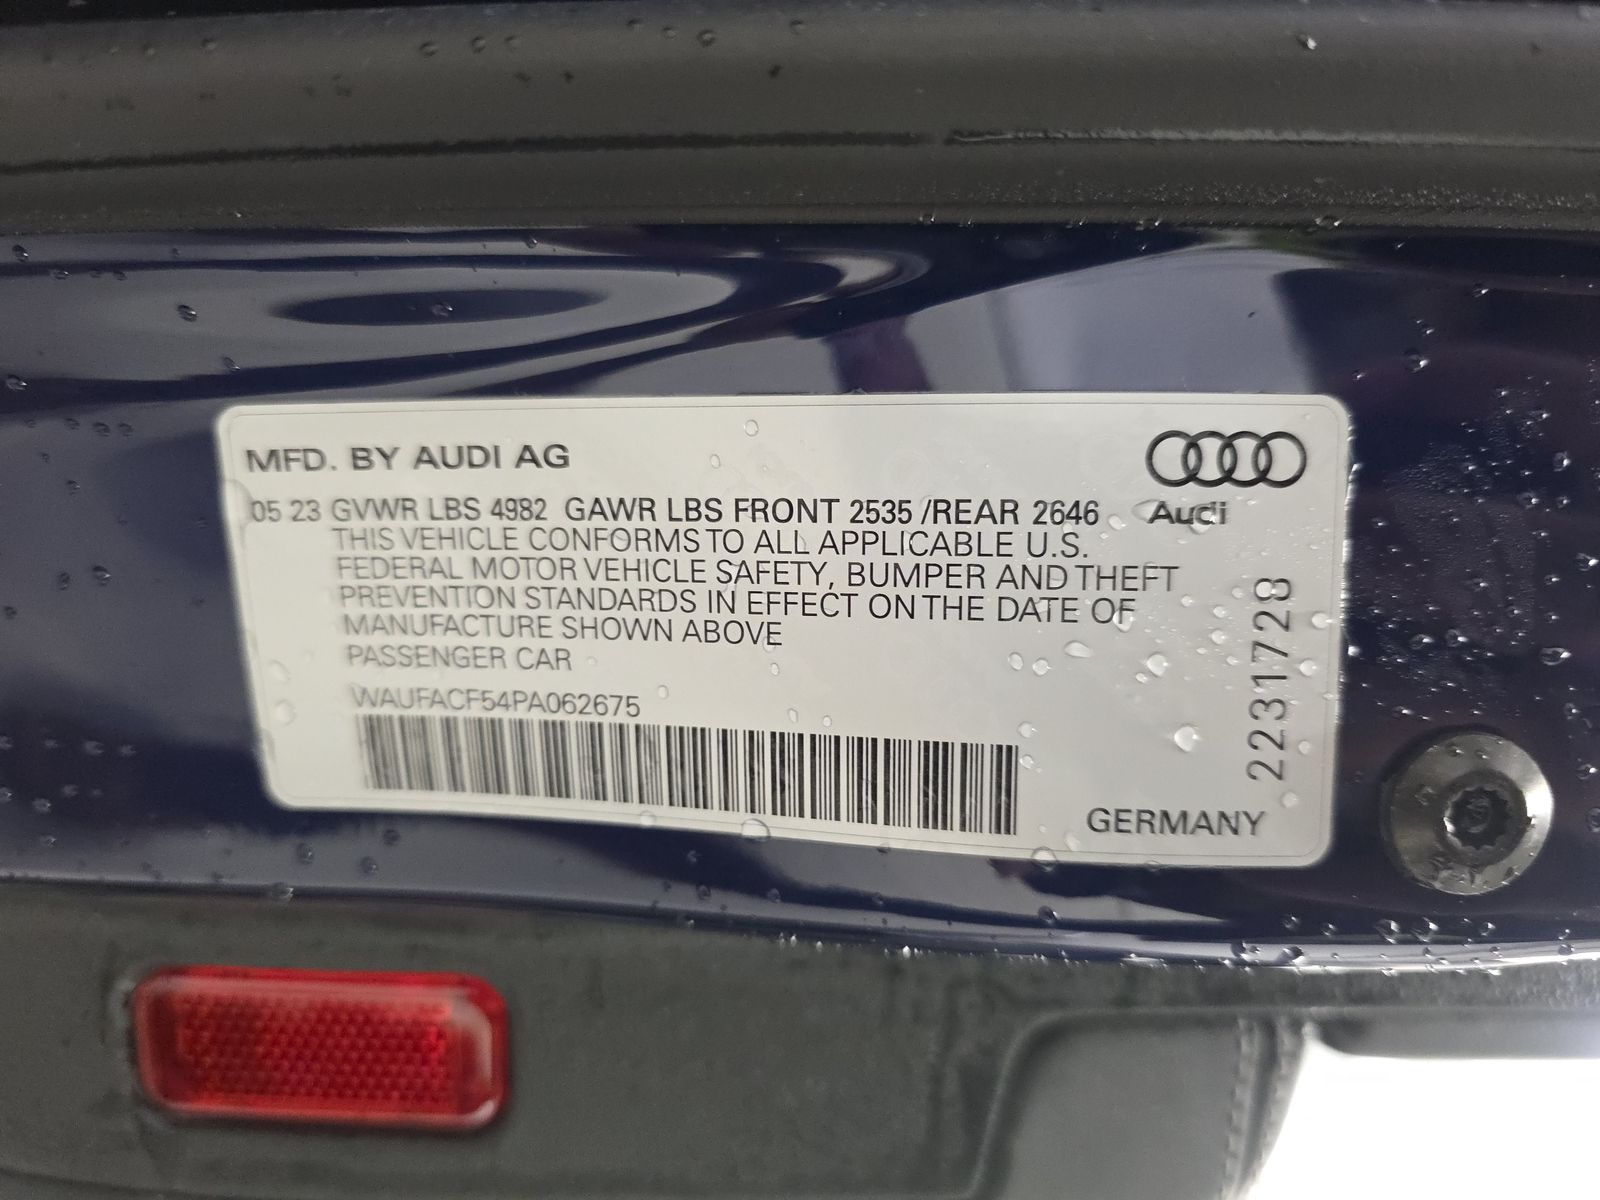 MFD. BY AUDI AG
05 23 GVWR LBS 4982 GAWR LBS FRONT 2535 /REAR 2646
Audi
THIS VEHICLE CONFORMS TO ALL APPLICABLE U.S.
FEDERAL MOTOR VEHICLE SAFETY, BUMPER AND THEFT
PREVENTION STANDARDS IN EFFECT ON THE DATE OF
MANUFACTURE SHOWN ABOVE
PASSENGER CAR
WAUFACF54PA062675
2231728
GERMANY